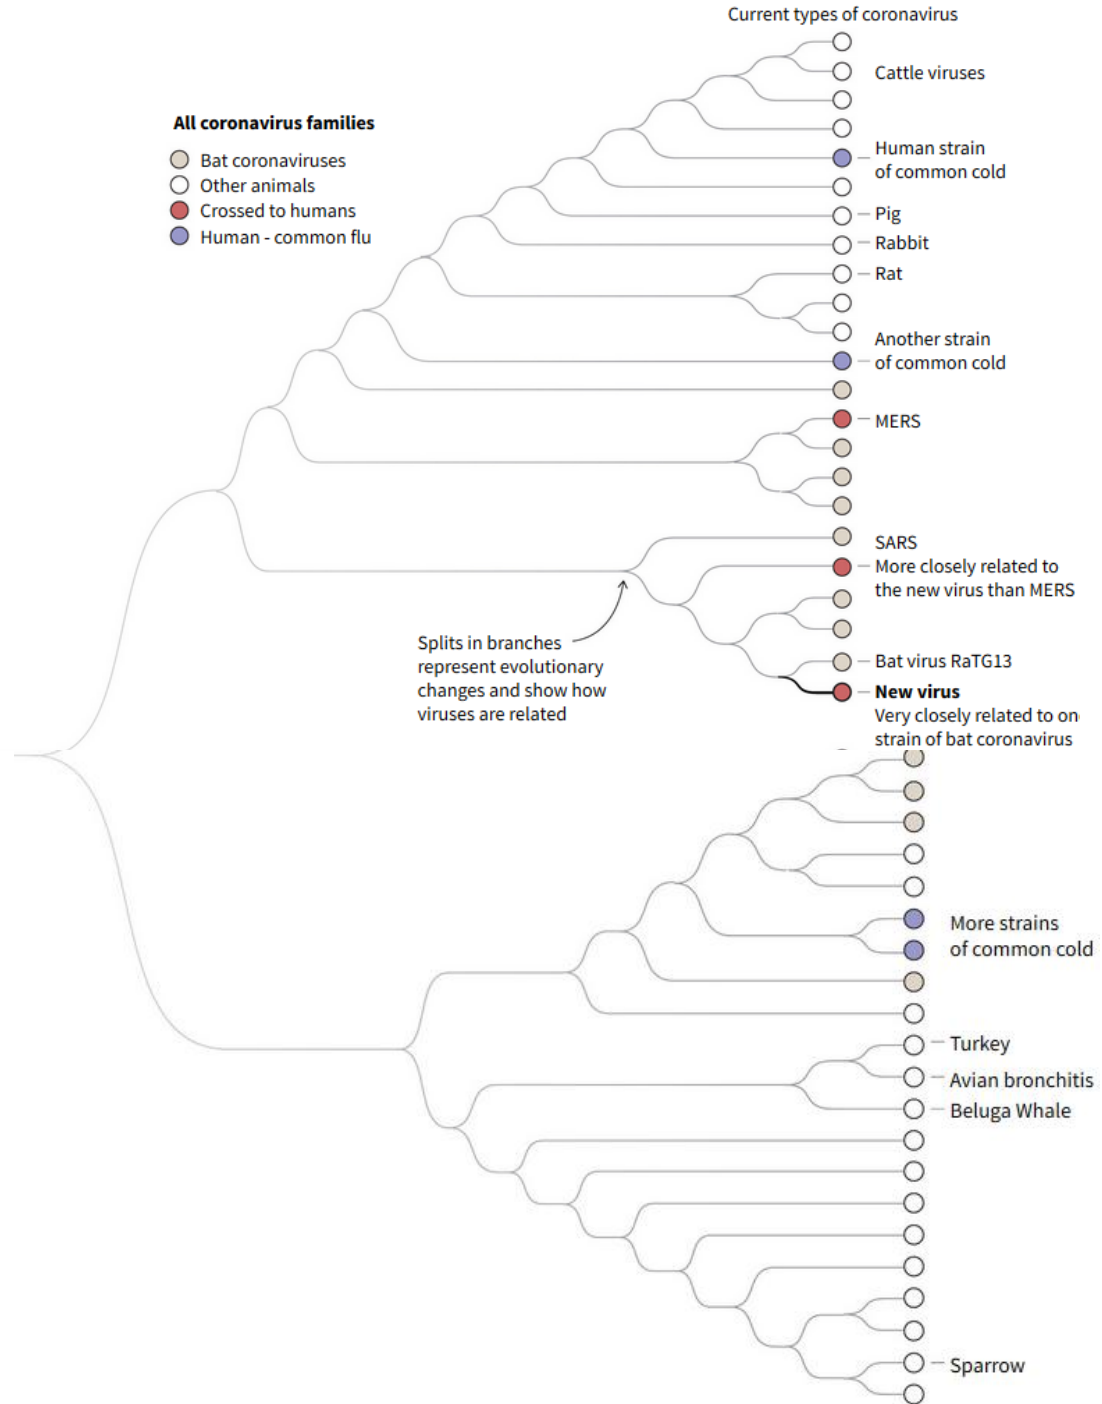 Current types of coronavirus
Cattle viruses
All coronavirus families
Bat coronaviruses
Other animals
Crossed to humans
Human - common flu
Human strain
of common cold
Pig
Rabbit
Rat
Another strain
of common cold
MERS
SARS
More closely related to
the new virus than MERS
Splits in branches
represent evolutionary
changes and show how
viruses are related
Bat virus RaTG13
New virus
Very closely related to on
strain of bat coronavirus
More strains
of common cold
Turkey
Avian bronchitis
Beluga Whale
Sparrow